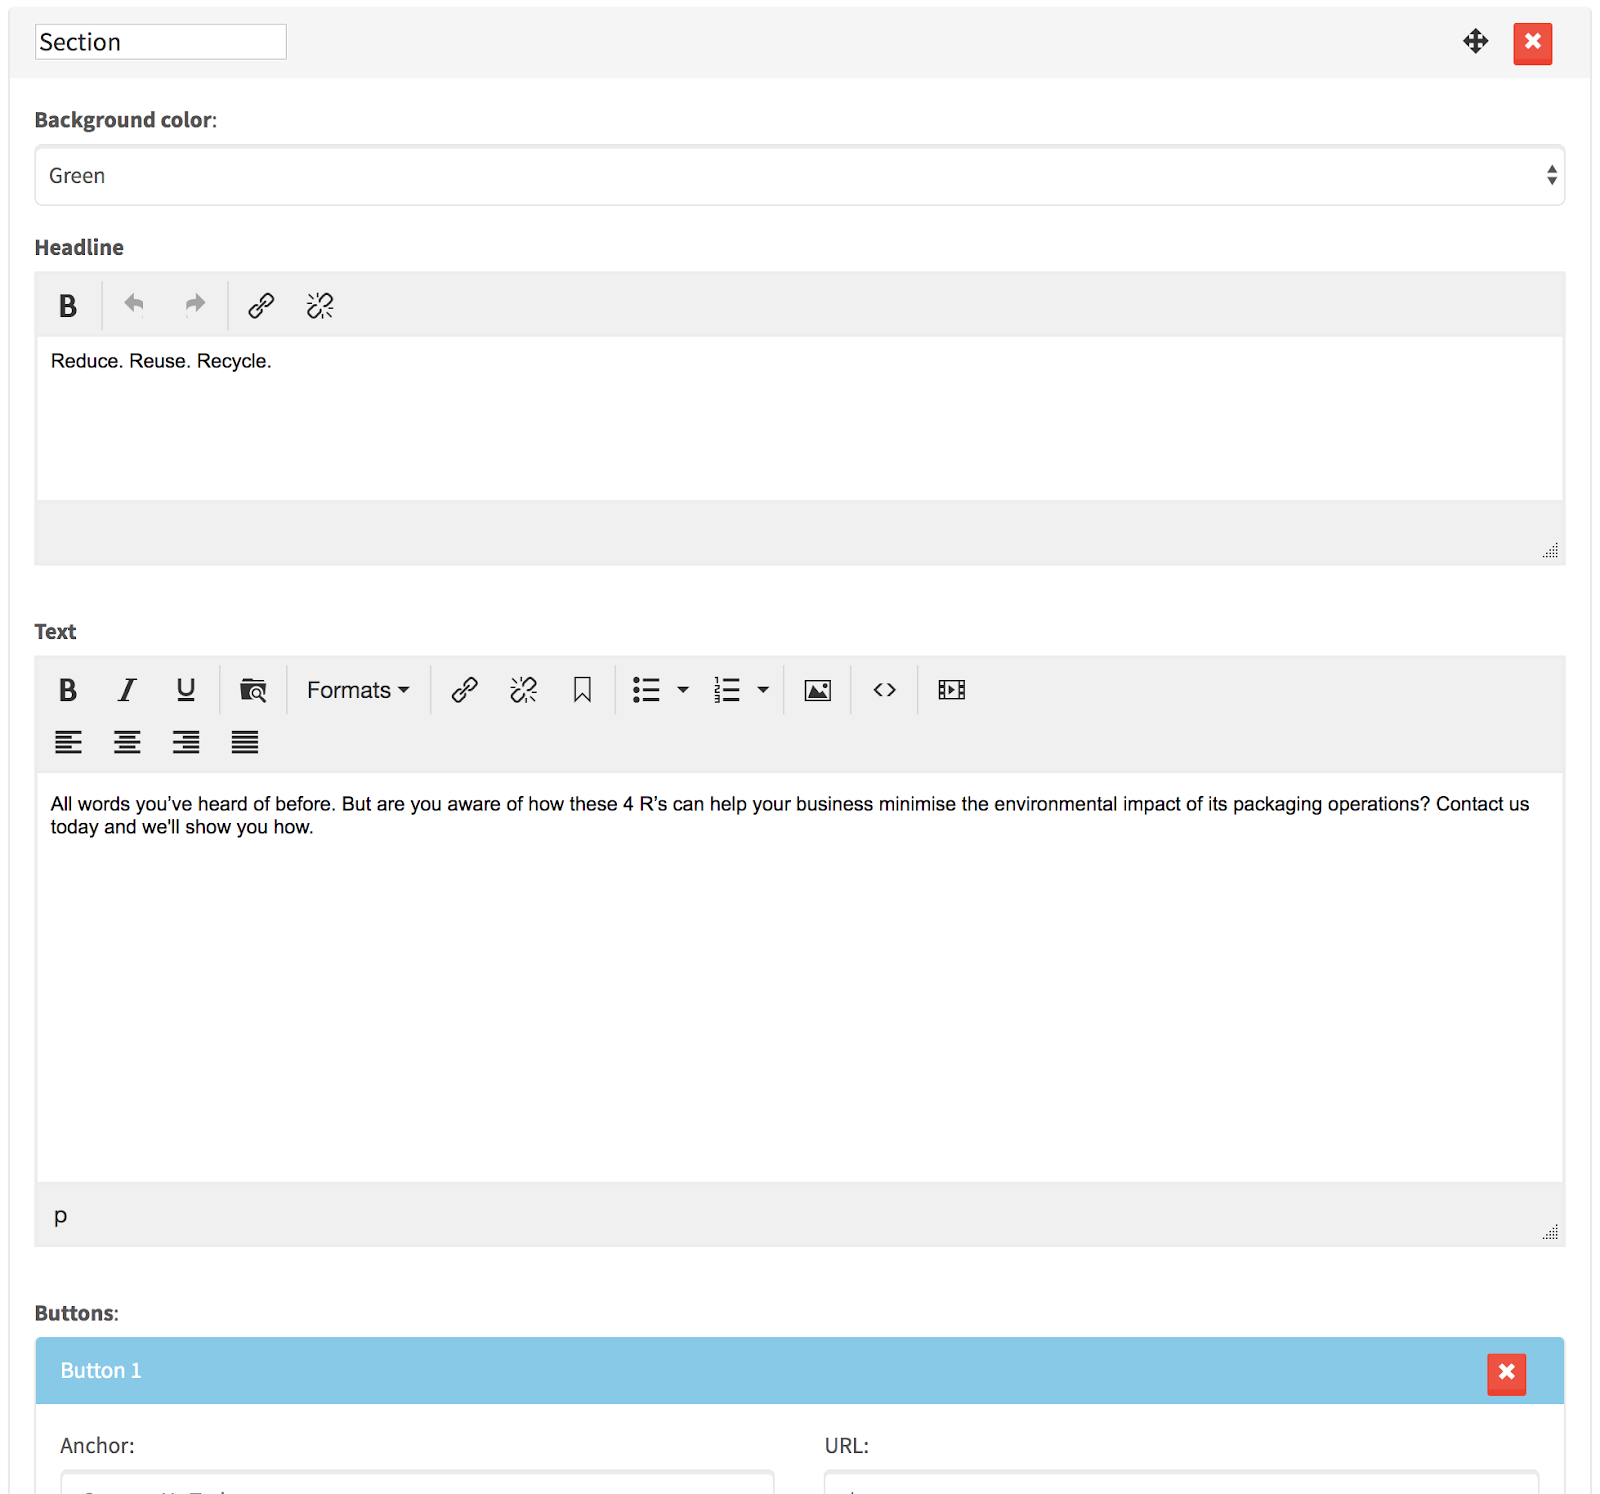 Section
Background color:
Green
Headline
B
Reduce. Reuse. Recycle.
Text
B I U Formats
All words you’ve heard of before. But are you aware of how these 4 R’s can help your business minimise the environmental impact of its packaging operations? Contact us
today and we'll show you how.
p
Buttons:
Button 1
Anchor: URL: